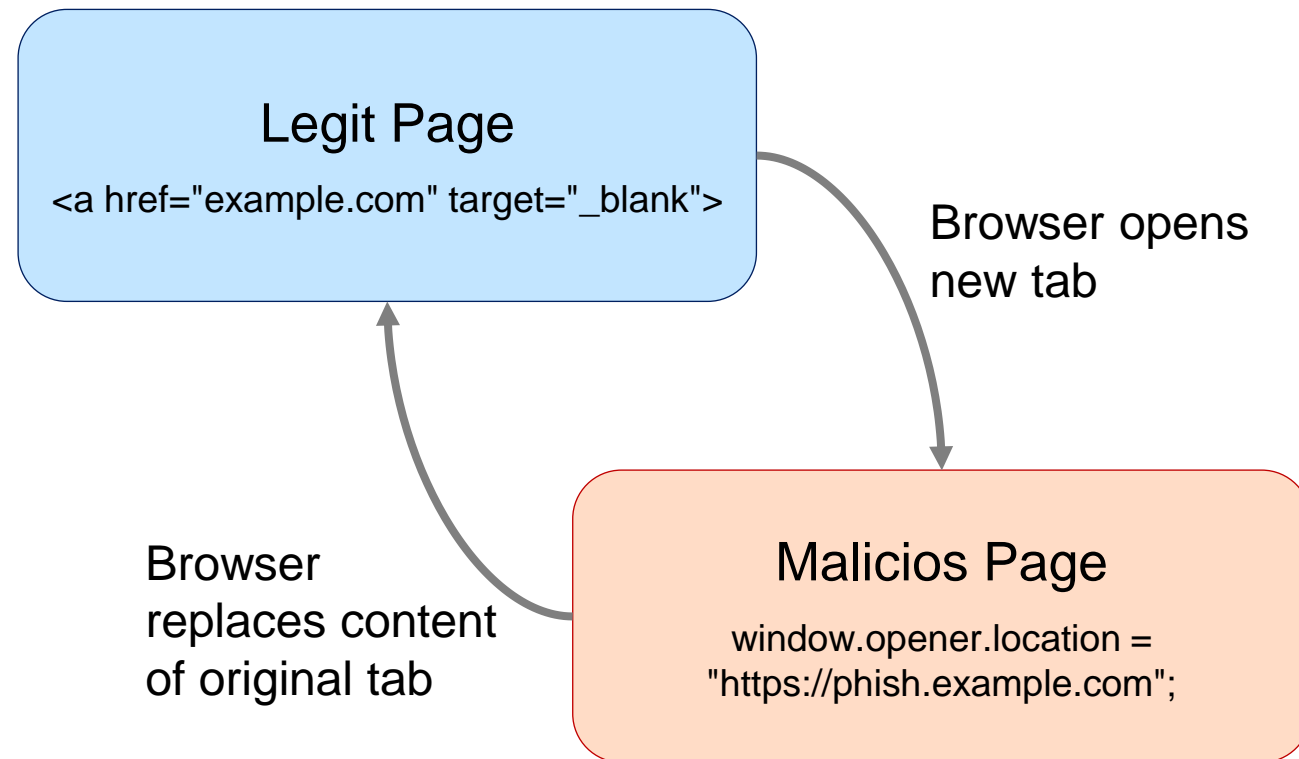 Legit Page
<a href="example.com" target="_blank">
Browser opens
new tab
Browser
replaces content
of original tab
Malicios Page
window.opener.location =
"https://phish.example.com";